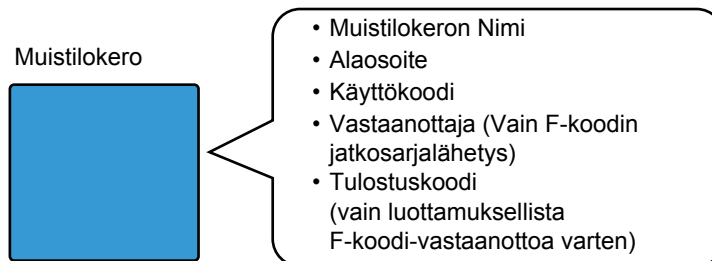 Muistilokero
• Muistilokeron Nimi
• Alaosoite
• Käyttökoodi
• Vastaanottaja (Vain F-koodin
jatkosarjalähetys)
• Tulostuskoodi
(vain luottamuksellista
F-koodi-vastaanottoa varten)